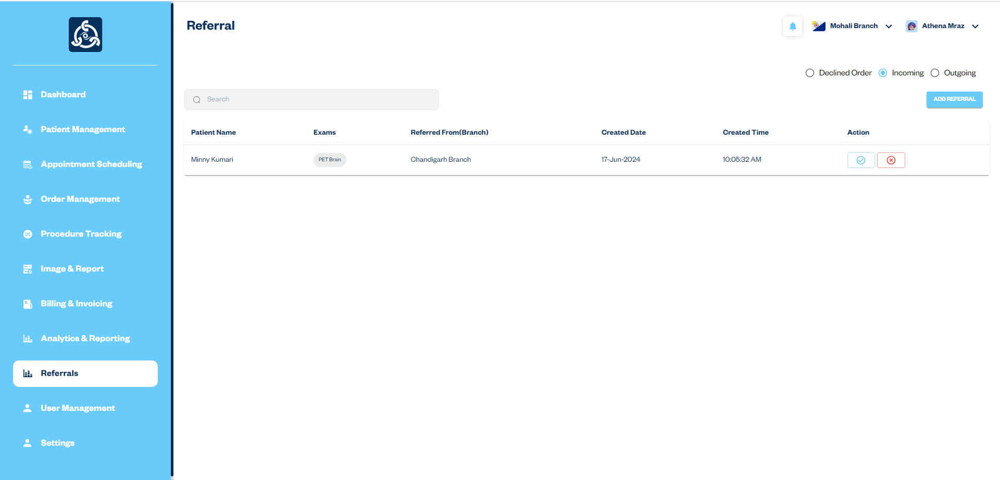 Referral
Mohali Branch
Athena Mraz
Declined Order
Incoming
Outgoing
Search
ADD REFERRAL
Dashboard
Patient Management
Appointment Scheduling
Order Management
Procedure Tracking
Image & Report
Billing & Invoicing
Analytics & Reporting
Referrals
User Management
Settings
Patient Name Exams Referred From(Branch) Created Date Created Time Action
Minny Kumari PET Brain Chandigarh Branch 17-Jun-2024 10:05:32 AM